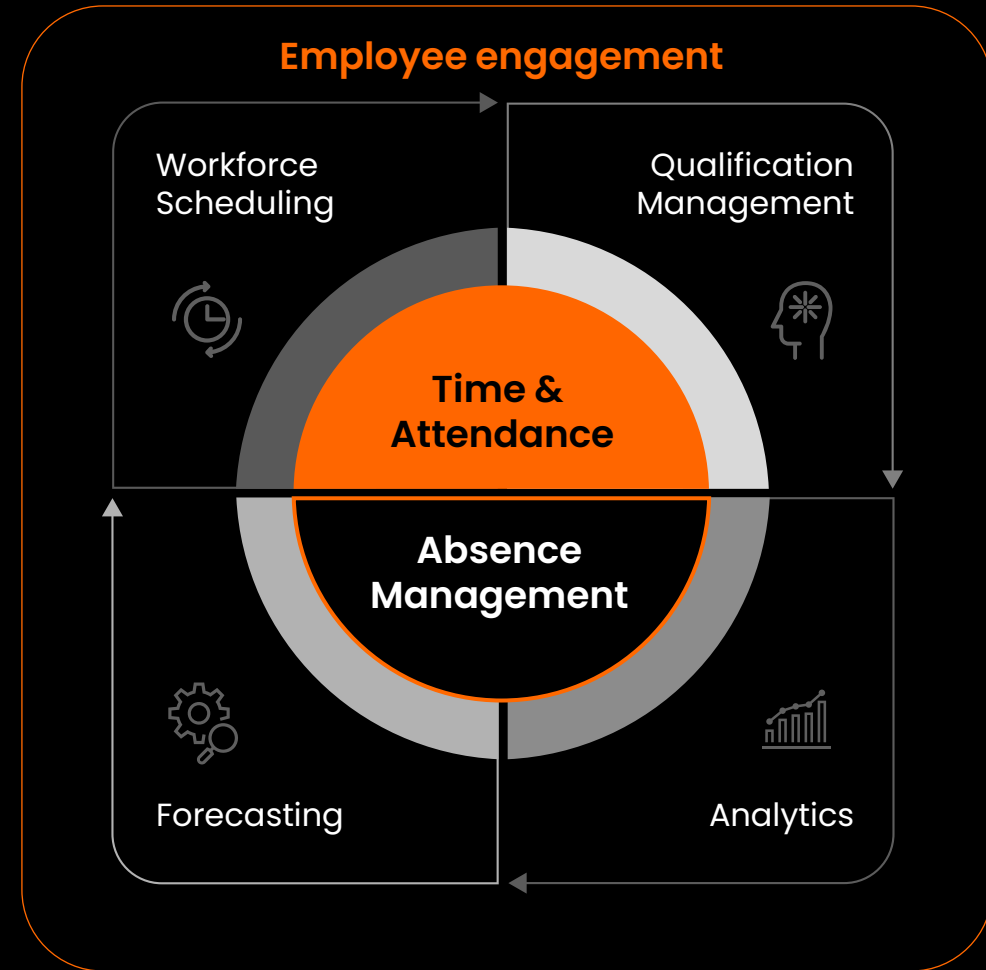 Employee engagement
Workforce
Scheduling
Qualification
Management
Time &
Attendance
Absence
Management
Forecasting
Analytics